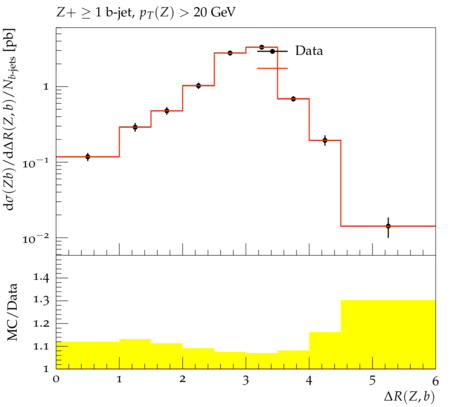 Z+ ≥ 1 b-jet, pT(Z) > 20 GeV
dσ(Zb)/dΔR(Z, b)/Nb-jets [pb]
Data
1
10⁻¹
10⁻²
MC/Data
1.4
1.3
1.2
1.1
1
0 1 2 3 4 5 6
ΔR(Z, b)